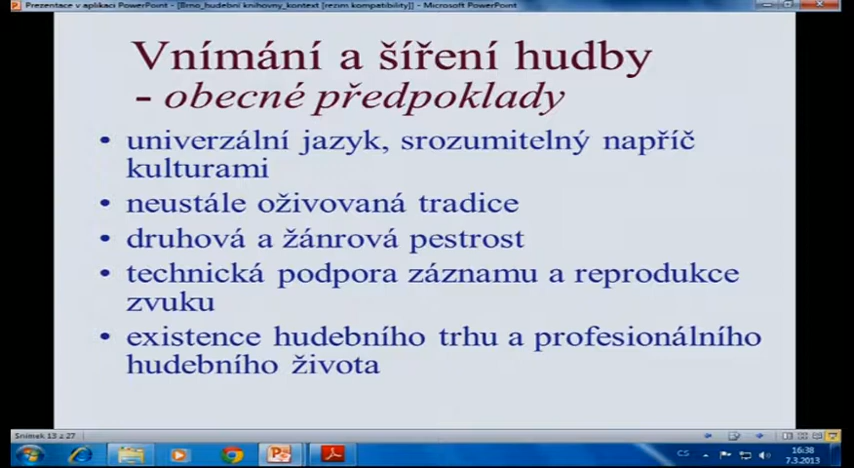 Prezentace v aplikaci PowerPoint - [Brno_hudební knihovny_kontext [režim kompatibility]] - Microsoft PowerPoint
Vnímání a šíření hudby
- obecné předpoklady
• univerzální jazyk, srozumitelný napříč
kulturami
• neustále oživovaná tradice
• druhová a žánrová pestrost
• technická podpora záznamu a reprodukce
zvuku
• existence hudebního trhu a profesionálního
hudebního života
Snímek 13 z 27
CS
16:38
7.3.2013